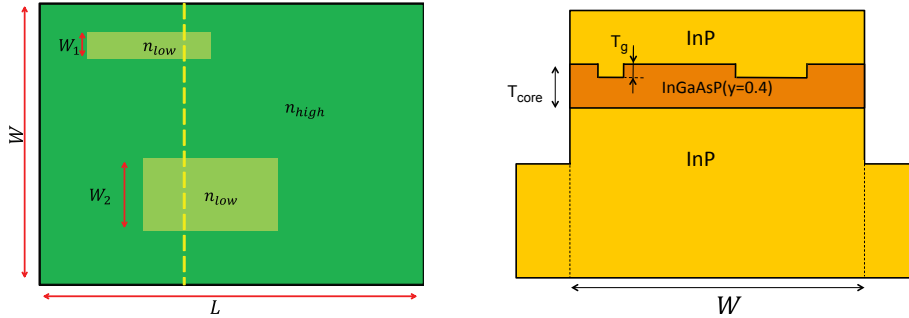 W₁
n_low
n_high
W
W₂
n_low
L
InP
T_g
T_core
InGaAsP(y=0.4)
InP
W